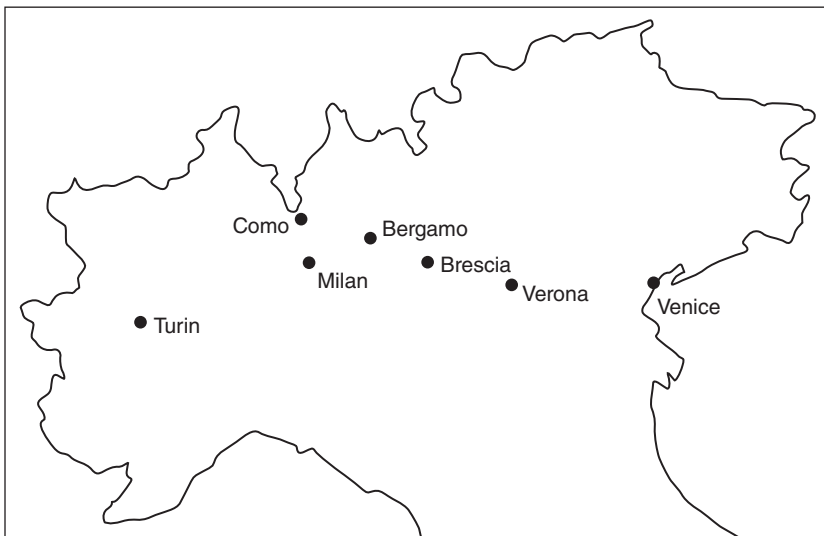 Como
Bergamo
Milan
Brescia
Verona
Venice
Turin